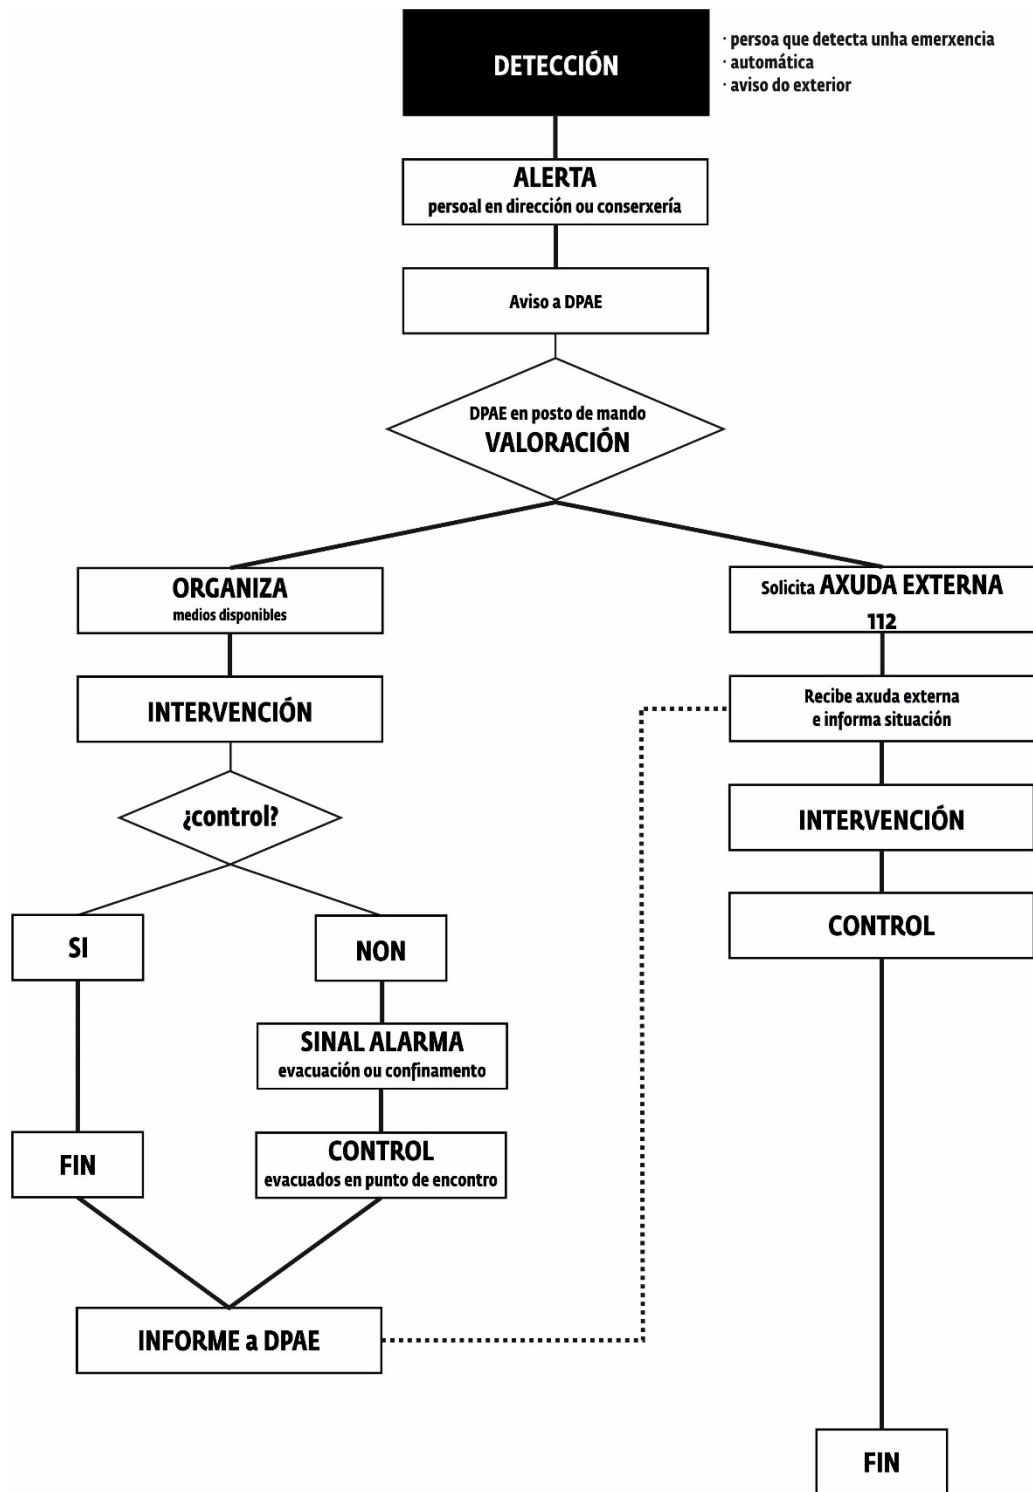 DETECCIÓN
· persoa que detecta unha emerxencia
· automática
· aviso do exterior
ALERTA
persoal en dirección ou conserxería
Aviso a DPAE
DPAE en posto de mando
VALORACIÓN
ORGANIZA
medios disponibles
INTERVENCIÓN
¿control?
SI
NON
SINAL ALARMA
evacuación ou confinamento
FIN
CONTROL
evacuados en punto de encontro
INFORME a DPAE
Solicita AXUDA EXTERNA
112
Recibe axuda externa
e informa situación
INTERVENCIÓN
CONTROL
FIN